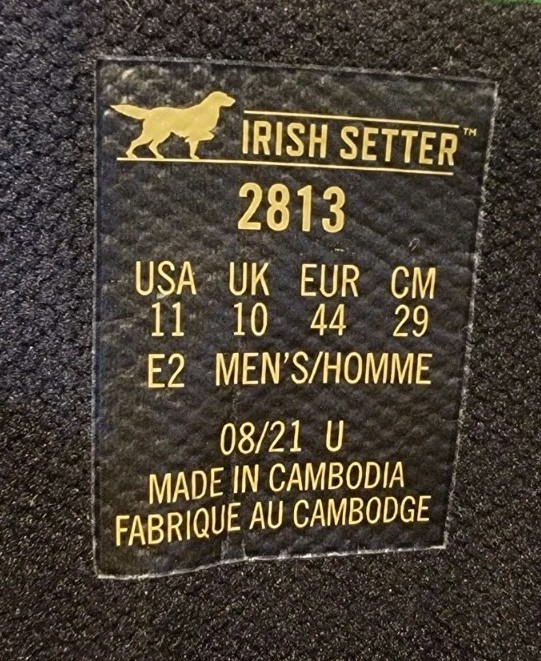 IRISH SETTER™
2813
USA UK EUR CM
11 10 44 29
E2 MEN'S/HOMME
08/21 U
MADE IN CAMBODIA
FABRIQUE AU CAMBODGE